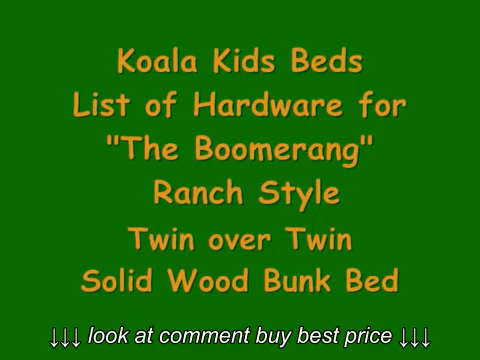 Koala Kids Beds
List of Hardware for
"The Boomerang"
Ranch Style
Twin over Twin
Solid Wood Bunk Bed
↓↓↓ look at comment buy best price ↓↓↓